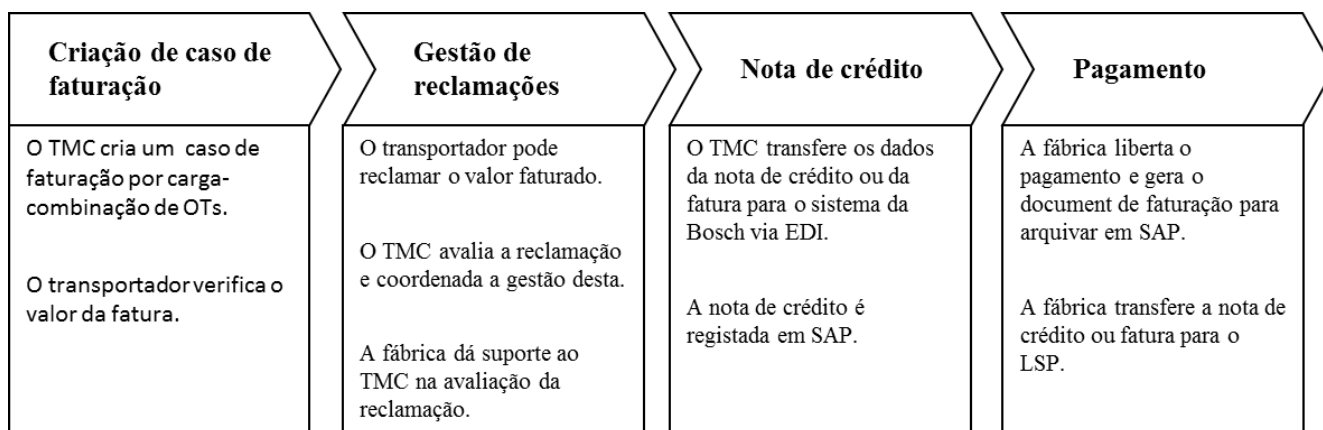 Criação de caso de
faturação
O TMC cria um caso de
faturação por carga-
combinação de OTs.
O transportador verifica o
valor da fatura.
Gestão de
reclamações
O transportador pode
reclamar o valor faturado.
O TMC avalia a reclamação
e coordenada a gestão desta.
A fábrica dá suporte ao
TMC na avaliação da
reclamação.
Nota de crédito
O TMC transfere os dados
da nota de crédito ou da
fatura para o sistema da
Bosch via EDI.
A nota de crédito é
registada em SAP.
Pagamento
A fábrica liberta o
pagamento e gera o
document de faturação para
arquivar em SAP.
A fábrica transfere a nota de
crédito ou fatura para o
LSP.